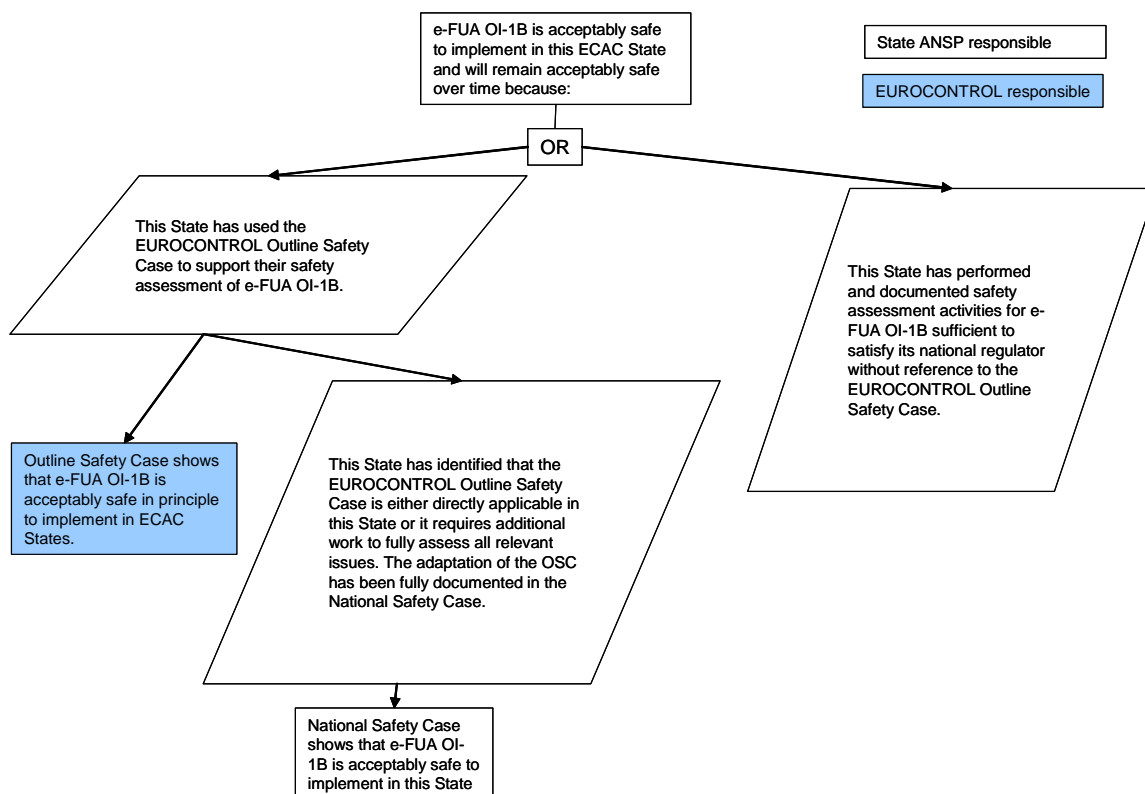 e-FUA OI-1B is acceptably safe
to implement in this ECAC State
and will remain acceptably safe
over time because:
State ANSP responsible
EUROCONTROL responsible
OR
This State has used the
EUROCONTROL Outline Safety
Case to support their safety
assessment of e-FUA OI-1B.
This State has performed
and documented safety
assessment activities for e-
FUA OI-1B sufficient to
satisfy its national regulator
without reference to the
EUROCONTROL Outline
Safety Case.
Outline Safety Case shows
that e-FUA OI-1B is
acceptably safe in principle
to implement in ECAC
States.
This State has identified that the
EUROCONTROL Outline Safety
Case is either directly applicable in
this State or it requires additional
work to fully assess all relevant
issues. The adaptation of the OSC
has been fully documented in the
National Safety Case.
National Safety Case
shows that e-FUA OI-
1B is acceptably safe to
implement in this State